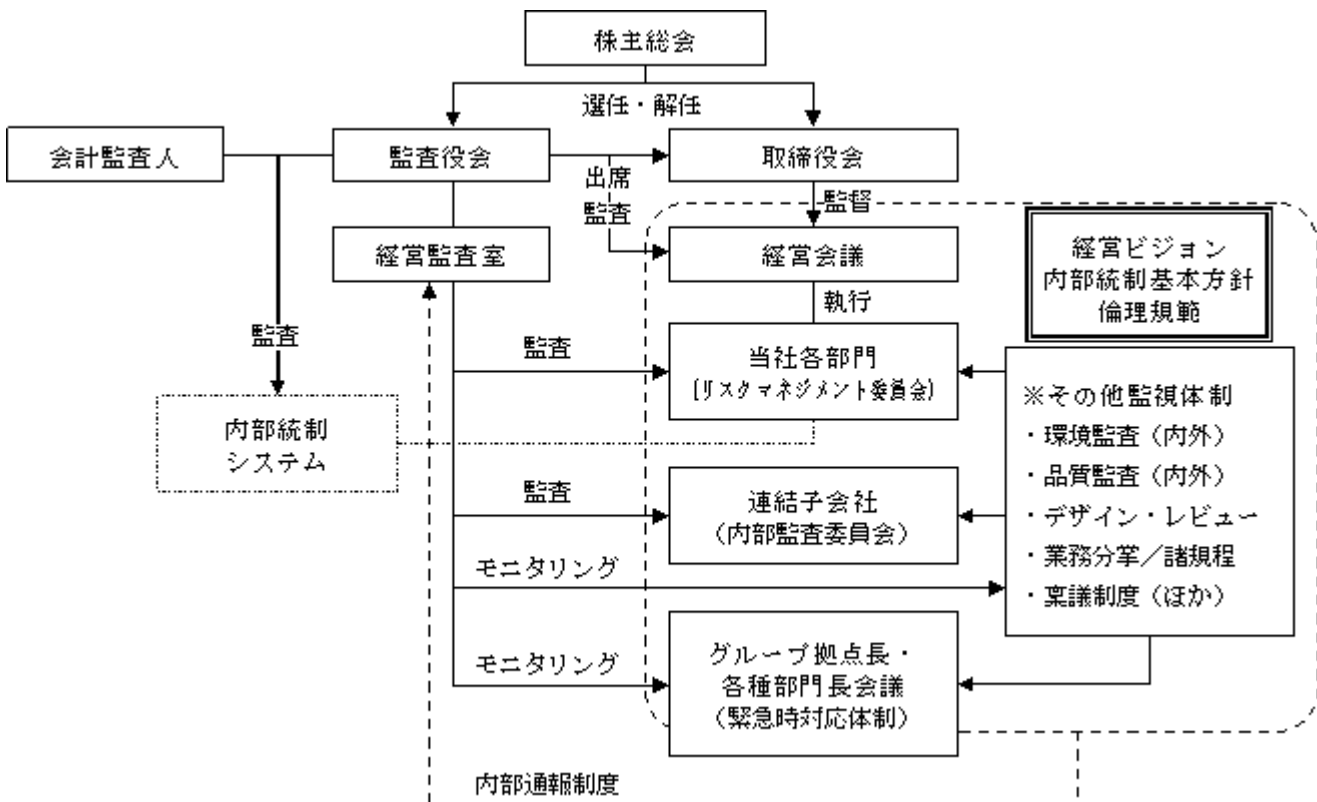 株主総会
選任・解任
会計監査人
監査役会
取締役会
出席
監査
監督
経営監査室
経営会議
経営ビジョン
内部統制基本方針
倫理規範
執行
監査
監査
当社各部門
(リスクマネジメント委員会)
※その他監視体制
・環境監査（内外）
・品質監査（内外）
・デザイン・レビュー
・業務分掌／諸規程
・稟議制度（ほか）
内部統制
システム
監査
連結子会社
（内部監査委員会）
モニタリング
モニタリング
グループ拠点長・
各種部門長会議
（緊急時対応体制）
内部通報制度